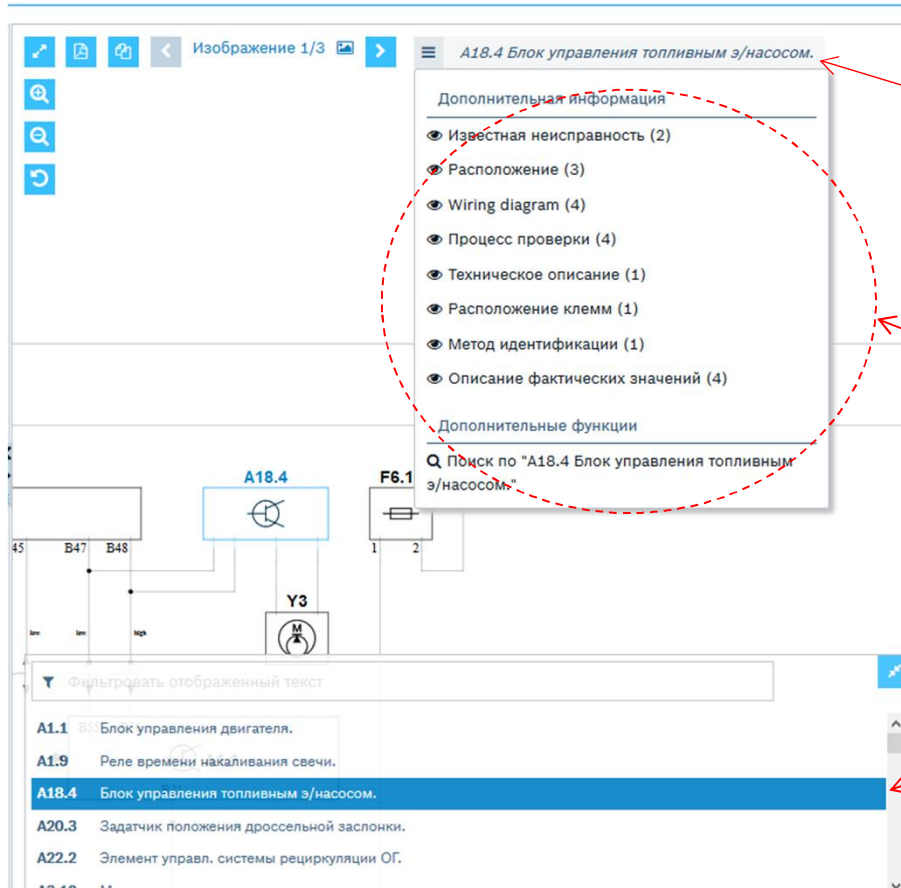 Изображение 1/3
A18.4 Блок управления топливным э/насосом.
Дополнительная информация
Известная неисправность (2)
Расположение (3)
Wiring diagram (4)
Процесс проверки (4)
Техническое описание (1)
Расположение клемм (1)
Метод идентификации (1)
Описание фактических значений (4)
Дополнительные функции
Поиск по "A18.4 Блок управления топливным
э/насосом."
A18.4
F6.1
45 B47 B48
1 2
Y3
M
low low high
Фильтровать отображенный текст
A1.1 Блок управления двигателя.
A1.9 Реле времени накаливания свечи.
A18.4 Блок управления топливным э/насосом.
A20.3 Задатчик положения дроссельной заслонки.
A22.2 Элемент управл. системы рециркуляции ОГ.